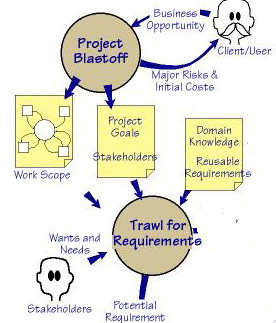 Business
Opportunity
Project
Blastoff
Client/User
Major Risks &
Initial Costs
Project
Goals
Stakeholders
Domain
Knowledge
Reusable
Requirements
Work Scope
Trawl for
Requirements
Wants and
Needs
Stakeholders
Potential
Requirement